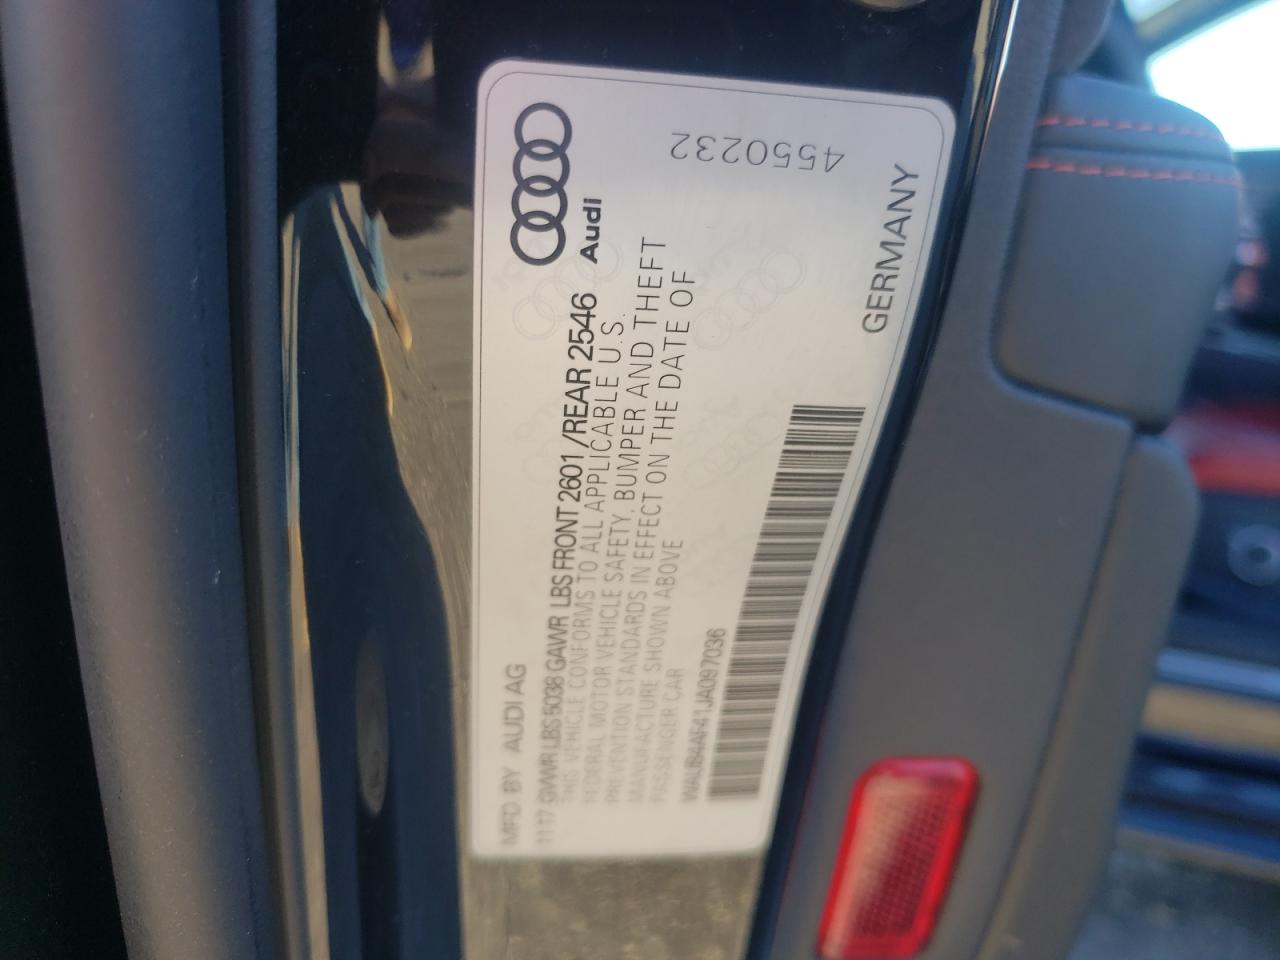 Audi
4550232
MFD BY AUDI AG
GERMANY
11 17 GVWR LBS 5038 GAWR LBS FRONT 2601/REAR 2546
THIS VEHICLE CONFORMS TO ALL APPLICABLE U.S.
FEDERAL MOTOR VEHICLE SAFETY, BUMPER AND THEFT
PREVENTION STANDARDS IN EFFECT ON THE DATE OF
MANUFACTURE SHOWN ABOVE
PASSENGER CAR
WAUB4AF41JA097036